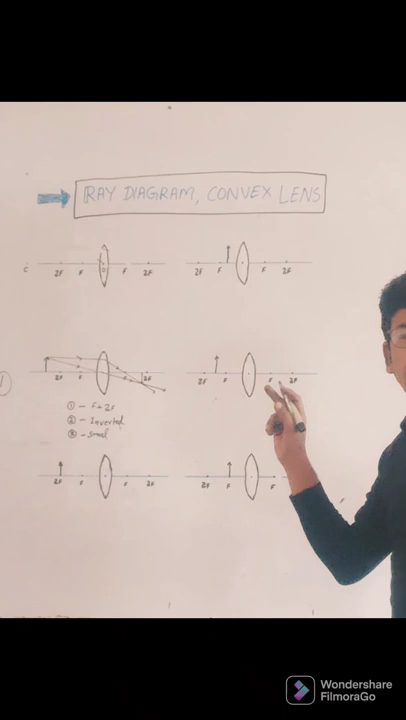 RAY DIAGRAM, CONVEX LENS
C 2F F O F 2F
2F F F 2F
1
2F F F 2F
① - F & 2F
② - Inverted
③ - Small
2F F F 2F
2F F F 2F
2F F F
Wondershare
FilmoraGo